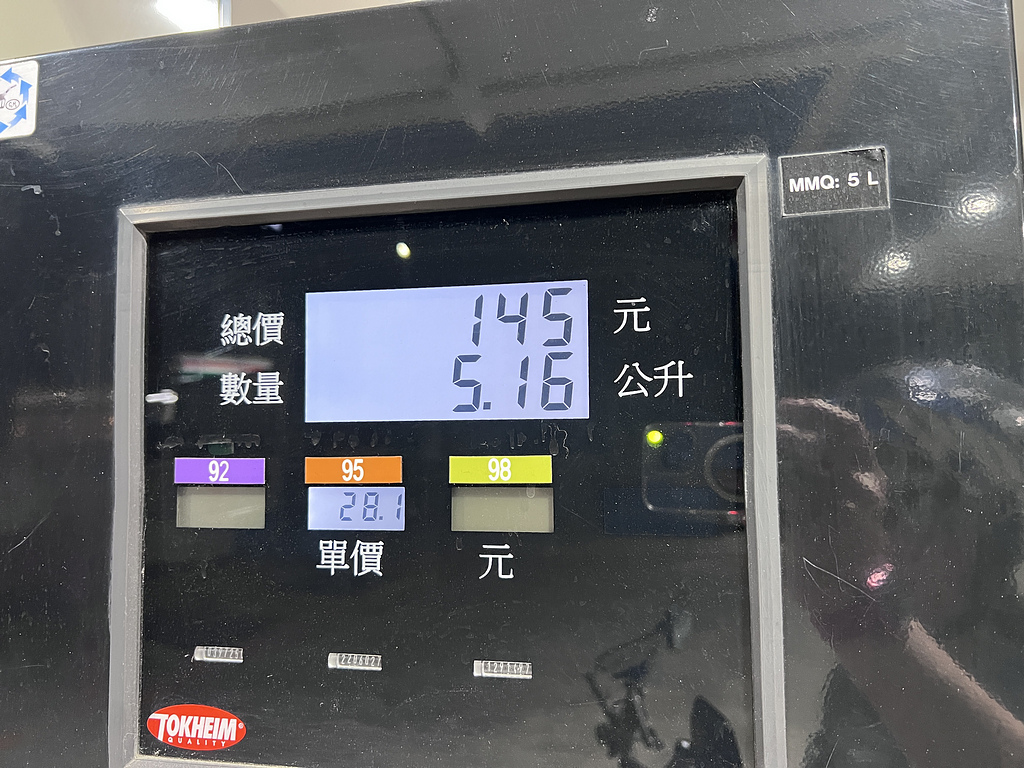 MMQ: 5 L
總價 145 元
數量 5.16 公升
92 95 98
28.1
單價 元
TOKHEIM®
QUALITY